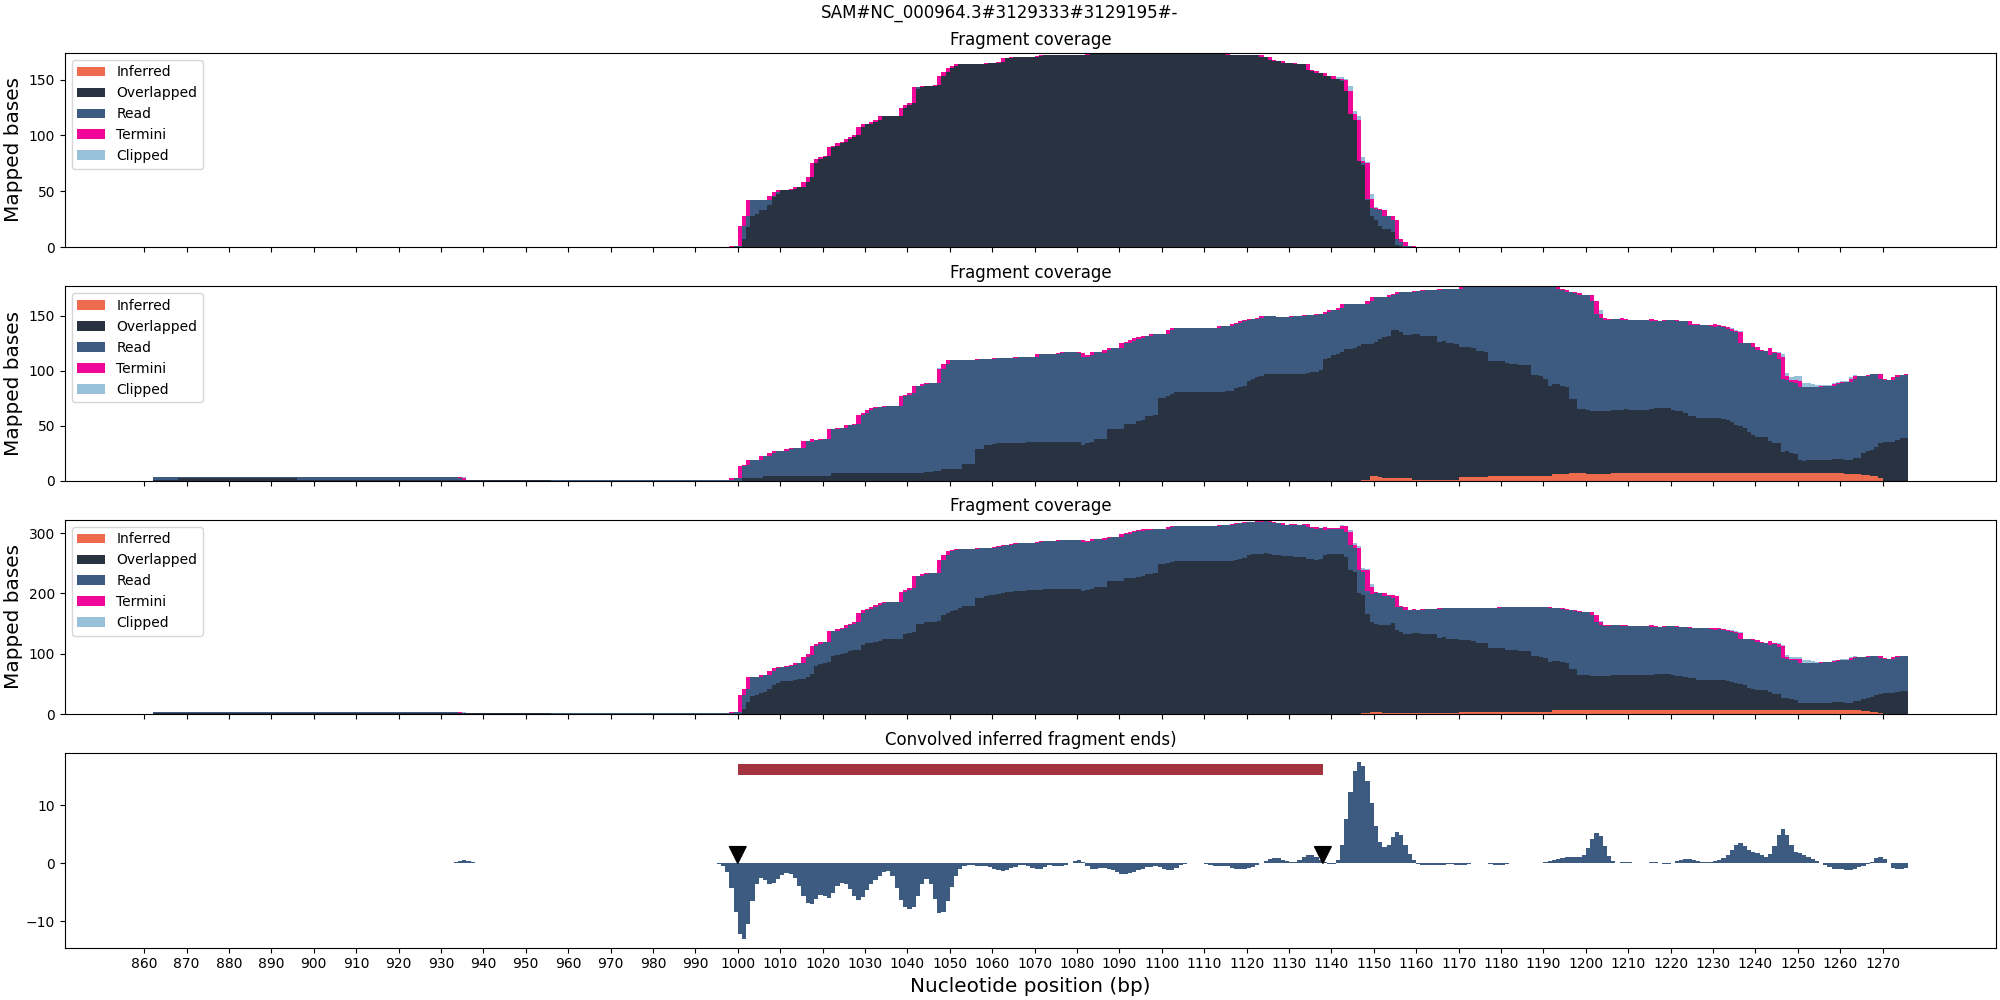 SAM#NC_000964.3#3129333#3129195#-
Fragment coverage
Mapped bases
150
100
50
0
Inferred
Overlapped
Read
Termini
Clipped
Fragment coverage
Mapped bases
150
100
50
0
Inferred
Overlapped
Read
Termini
Clipped
Fragment coverage
Mapped bases
300
200
100
0
Inferred
Overlapped
Read
Termini
Clipped
Convolved inferred fragment ends)
10
0
−10
860 870 880 890 900 910 920 930 940 950 960 970 980 990 1000 1010 1020 1030 1040 1050 1060 1070 1080 1090 1100 1110 1120 1130 1140 1150 1160 1170 1180 1190 1200 1210 1220 1230 1240 1250 1260 1270
Nucleotide position (bp)